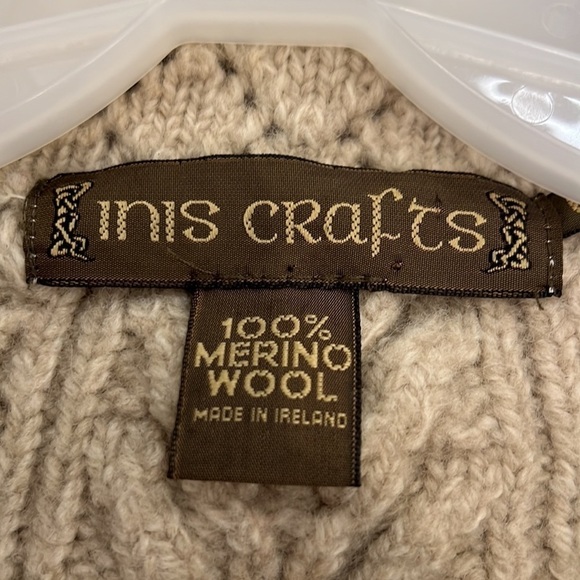 INIS CRAFTS
100%
MERINO
WOOL
MADE IN IRELAND